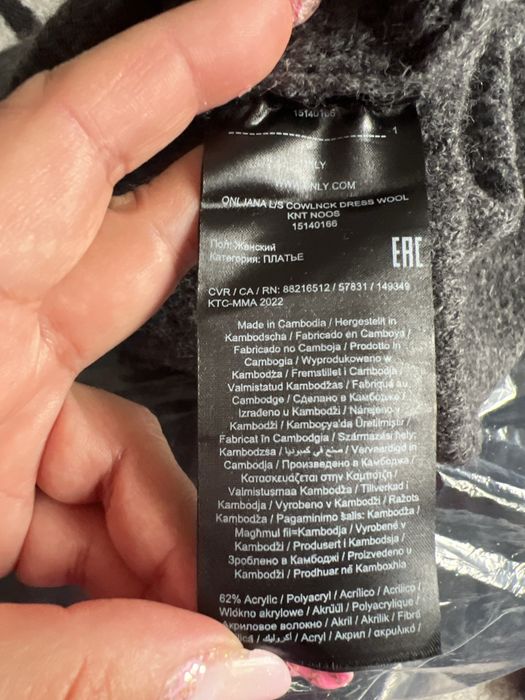 15140166
1
NLY
NLY.COM
ONLJANA L/S COWLNCK DRESS WOOL
KNT NOOS
15140166
Пол: Женский
Категория: ПЛАТЬЕ
EAC
CVR / CA / RN: 88216512 / 57831 / 149349
KTC-MMA 2022
Made in Cambodia / Hergestellt in
Kambodscha / Fabricado en Camboya /
Fabricado no Camboja / Prodotto in
Cambogia / Wyprodukowano w
Kambodża / Fremstillet i Cambodja /
Valmistatud Kambodžas / Fabriqué au
Cambodge / Сделано в Камбодже /
Izrađeno u Kambodži / Narejeno v
Kambodži / Kamboçya'da Üretilmiştir /
Fabricat în Cambodgia / Származási hely:
Kambodzsa / صنع في كمبوديا / Vervaardigd in
Cambodja / Произведено в Камбоджа /
Κατασκευάζεται στην Καμπότζη /
Valmistusmaa Kambodža / Tillverkad i
Kambodja / Vyrobeno v Kambodži / Ražots
Kambodža / Pagaminimo šalis: Kambodža /
Maghmul fil=Kambodja / Vyrobené v
Kambodži / Produsert i Kambodsja /
Зроблено в Камбоджі / Proizvedeno u
Kambodži / Prodhuar në Kamboxhia
62% Acrylic / Polyacryl / Acrílico / Acrilico /
Włókno akrylowe / Akrüül / Polyacrylique /
Акриловое волокно / Akril / Akrilik / Fibră
/ أكريليك / Acryl / Акрил / ακρυλικό /